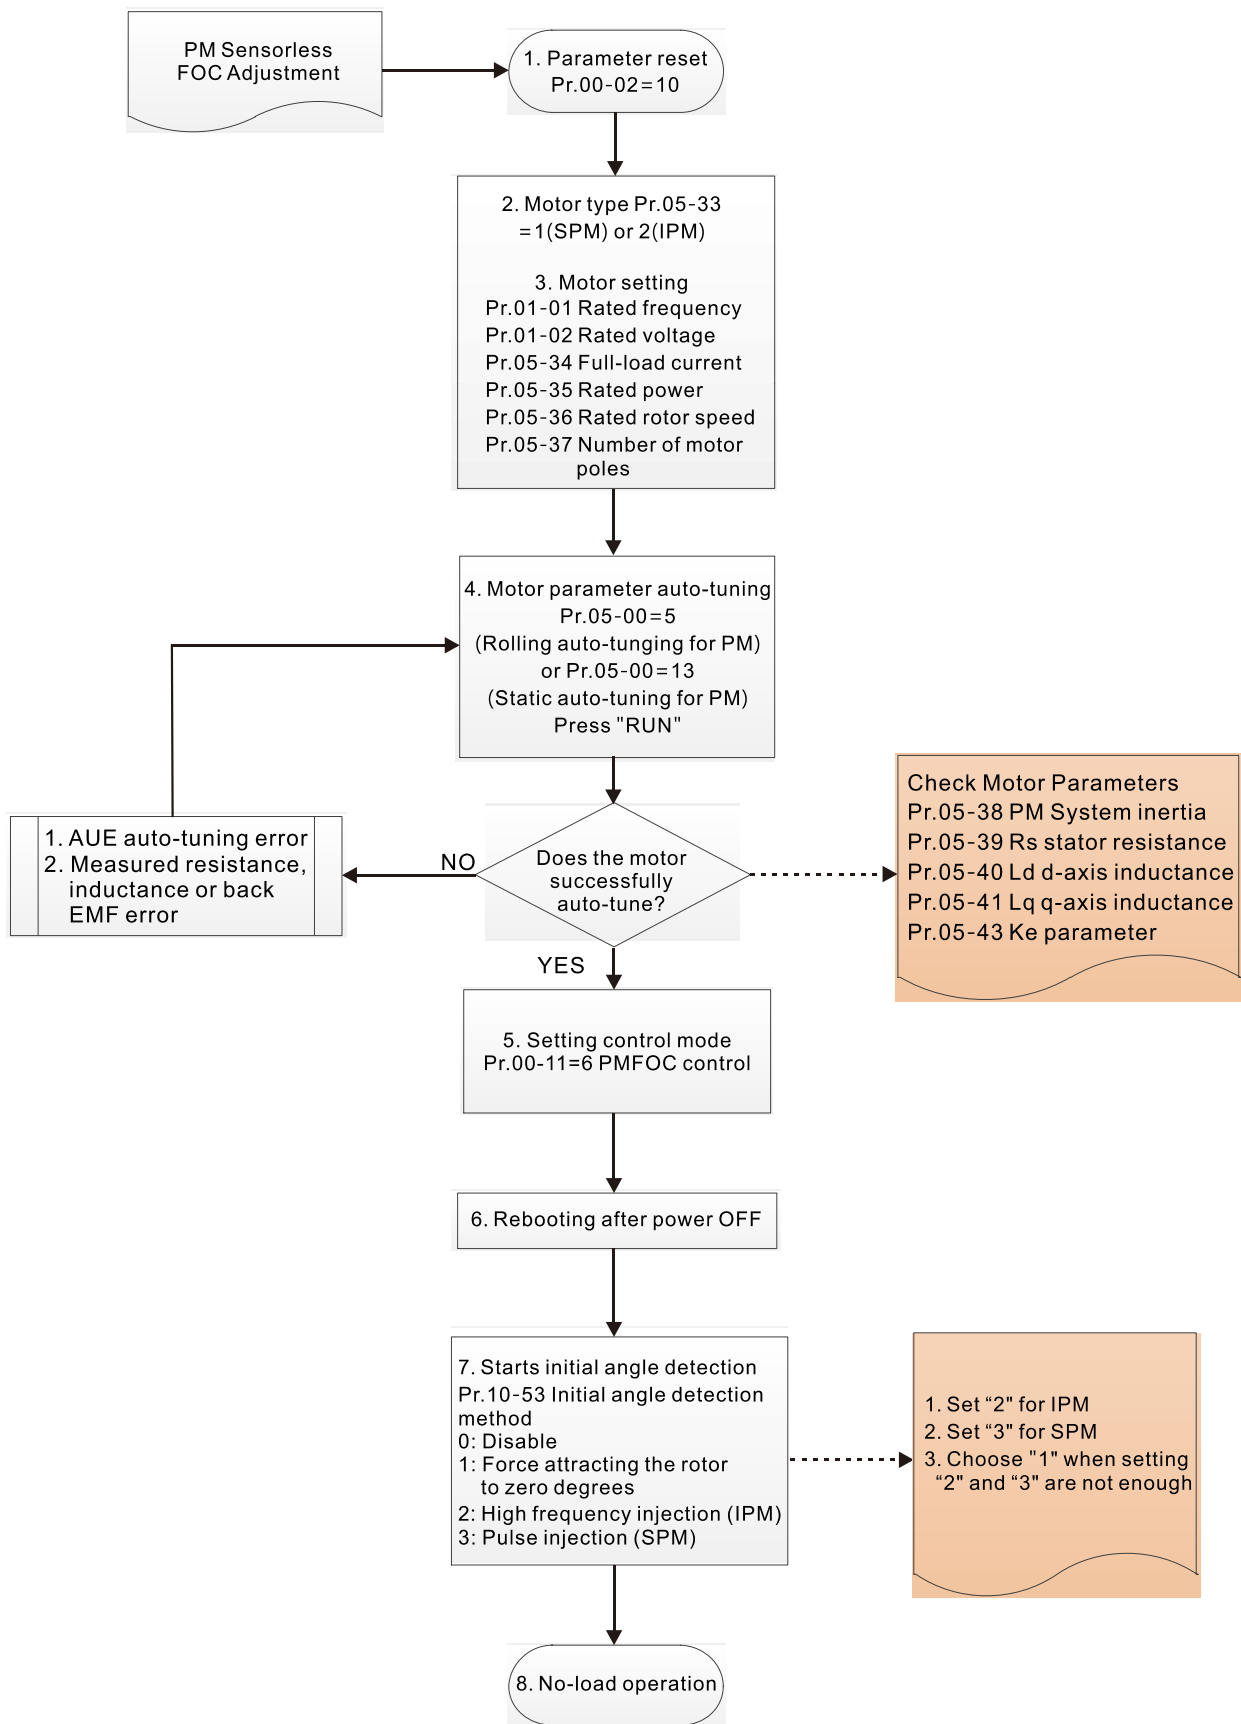 PM Sensorless
FOC Adjustment
1. Parameter reset
Pr.00-02=10
2. Motor type Pr.05-33
=1(SPM) or 2(IPM)
3. Motor setting
Pr.01-01 Rated frequency
Pr.01-02 Rated voltage
Pr.05-34 Full-load current
Pr.05-35 Rated power
Pr.05-36 Rated rotor speed
Pr.05-37 Number of motor
poles
4. Motor parameter auto-tuning
Pr.05-00=5
(Rolling auto-tunging for PM)
or Pr.05-00=13
(Static auto-tuning for PM)
Press "RUN"
1. AUE auto-tuning error
2. Measured resistance,
inductance or back
EMF error
NO
Does the motor
successfully
auto-tune?
YES
Check Motor Parameters
Pr.05-38 PM System inertia
Pr.05-39 Rs stator resistance
Pr.05-40 Ld d-axis inductance
Pr.05-41 Lq q-axis inductance
Pr.05-43 Ke parameter
5. Setting control mode
Pr.00-11=6 PMFOC control
6. Rebooting after power OFF
7. Starts initial angle detection
Pr.10-53 Initial angle detection
method
0: Disable
1: Force attracting the rotor
to zero degrees
2: High frequency injection (IPM)
3: Pulse injection (SPM)
1. Set “2" for IPM
2. Set “3" for SPM
3. Choose "1" when setting
“2" and “3" are not enough
8. No-load operation